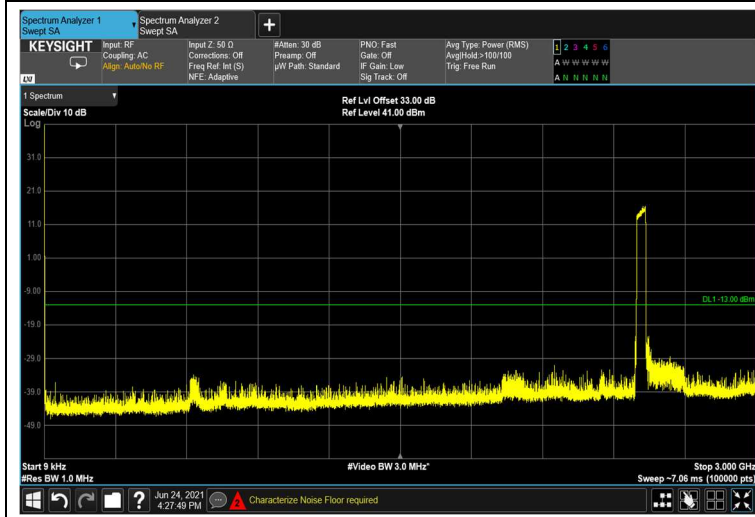 Spectrum Analyzer 1
Swept SA
Spectrum Analyzer 2
Swept SA
+
KEYSIGHT
LXI
Input: RF
Coupling: AC
Align: Auto/No RF
Input Z: 50 Ω
Corrections: Off
Freq Ref: Int (S)
NFE: Adaptive
#Atten: 30 dB
Preamp: Off
µW Path: Standard
PNO: Fast
Gate: Off
IF Gain: Low
Sig Track: Off
Avg Type: Power (RMS)
Avg|Hold:>100/100
Trig: Free Run
1 2 3 4 5 6
A W W W W W
A N N N N N
1 Spectrum
Scale/Div 10 dB
Log
Ref Lvl Offset 33.00 dB
Ref Level 41.00 dBm
31.0
21.0
11.0
1.00
-9.00
DL1 -13.00 dBm
-19.0
-29.0
-39.0
-49.0
Start 9 kHz
#Video BW 3.0 MHz*
Stop 3.000 GHz
#Res BW 1.0 MHz
Sweep ~7.06 ms (100000 pts)
?
Jun 24, 2021
4:27:49 PM
Characterize Noise Floor required